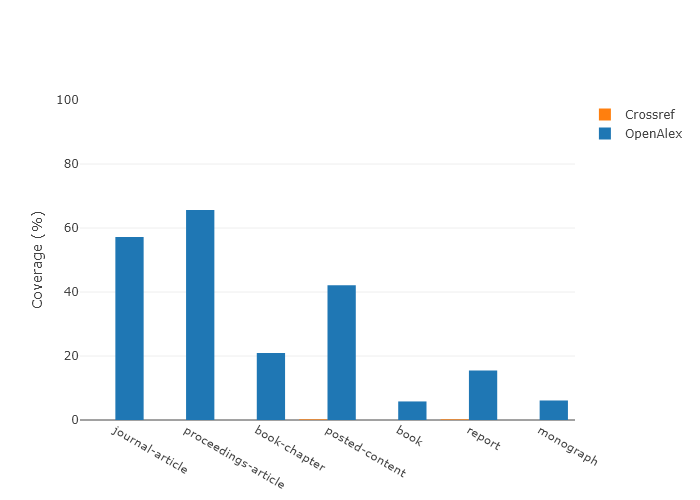 100
80
60
40
20
0
Coverage (%)
journal-article
proceedings-article
book-chapter
posted-content
book
report
monograph
Crossref
OpenAlex